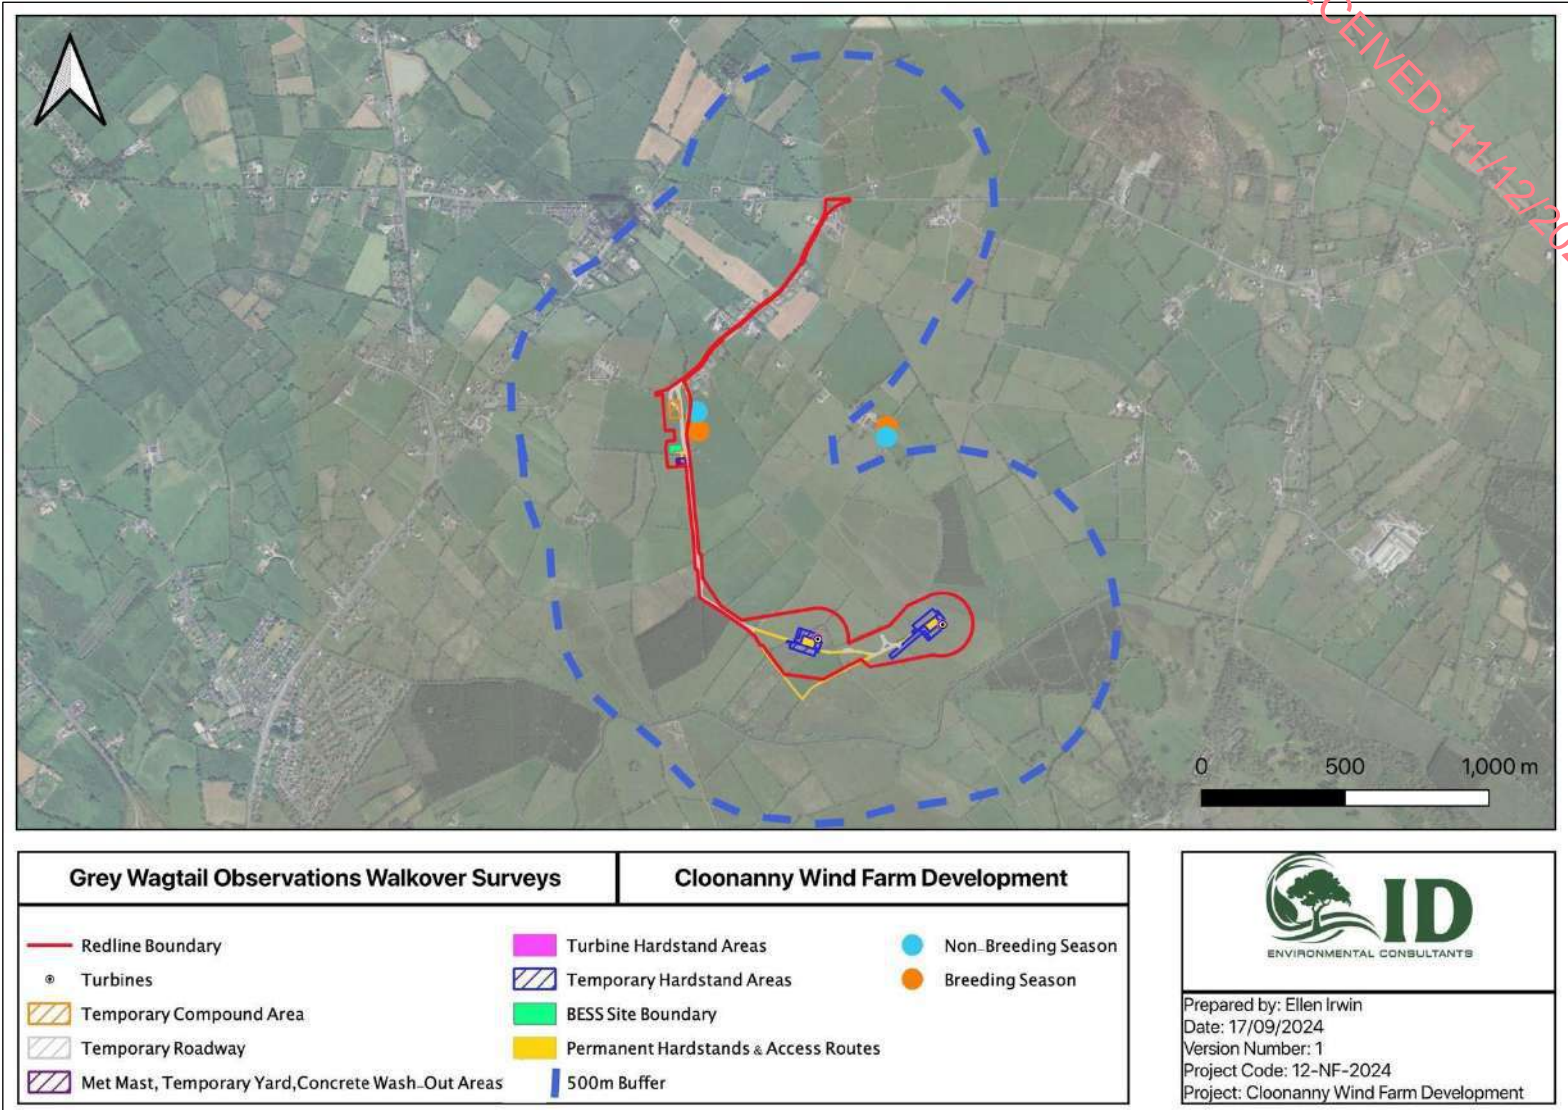 CEIVED: 11/12/202
0 500 1,000 m
Grey Wagtail Observations Walkover Surveys
Cloonanny Wind Farm Development
Redline Boundary
Turbines
Temporary Compound Area
Temporary Roadway
Met Mast, Temporary Yard,Concrete Wash-Out Areas
Turbine Hardstand Areas
Temporary Hardstand Areas
BESS Site Boundary
Permanent Hardstands & Access Routes
500m Buffer
Non-Breeding Season
Breeding Season
ID
ENVIRONMENTAL CONSULTANTS
Prepared by: Ellen Irwin
Date: 17/09/2024
Version Number: 1
Project Code: 12-NF-2024
Project: Cloonanny Wind Farm Development